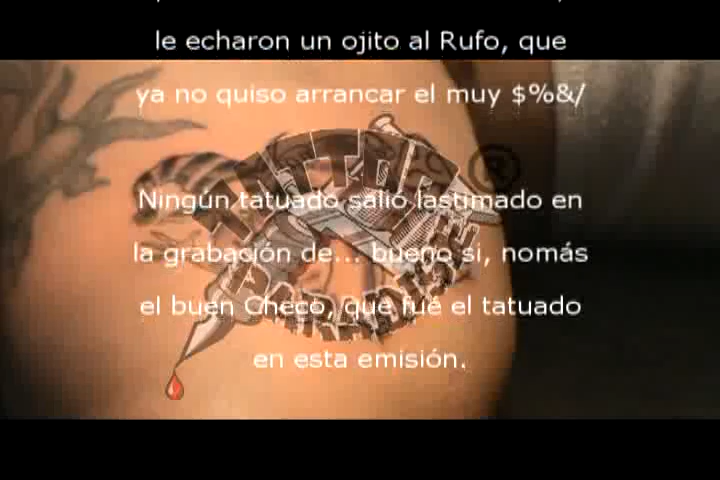 le echaron un ojito al Rufo, que
ya no quiso arrancar el muy $%&/
TATTOO
®
Ningún tatuado salió lastimado en
la grabación de... bueno si, nomás
el buen Checo, que fué el tatuado
en esta emisión.